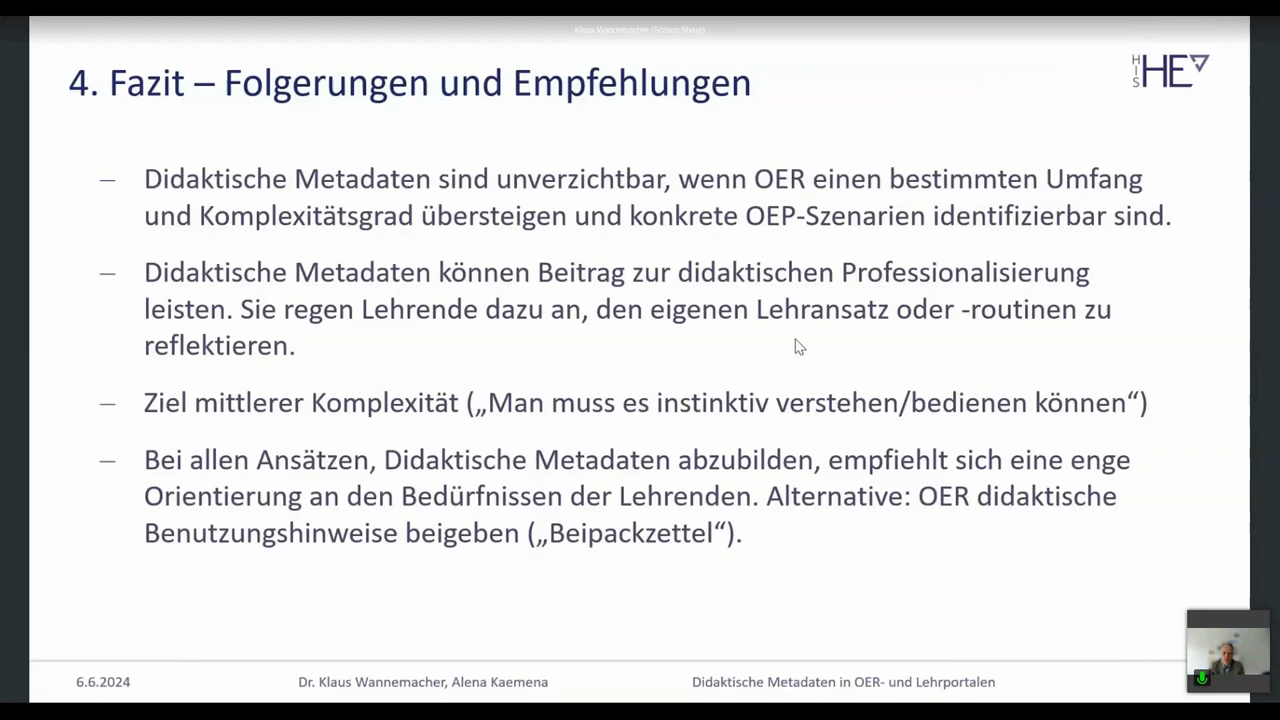 Klaus Wannemacher (Screen Share)
4. Fazit – Folgerungen und Empfehlungen
HIS HE
– Didaktische Metadaten sind unverzichtbar, wenn OER einen bestimmten Umfang
und Komplexitätsgrad übersteigen und konkrete OEP-Szenarien identifizierbar sind.
– Didaktische Metadaten können Beitrag zur didaktischen Professionalisierung
leisten. Sie regen Lehrende dazu an, den eigenen Lehransatz oder -routinen zu
reflektieren.
– Ziel mittlerer Komplexität („Man muss es instinktiv verstehen/bedienen können“)
– Bei allen Ansätzen, Didaktische Metadaten abzubilden, empfiehlt sich eine enge
Orientierung an den Bedürfnissen der Lehrenden. Alternative: OER didaktische
Benutzungshinweise beigeben („Beipackzettel“).
6.6.2024
Dr. Klaus Wannemacher, Alena Kaemena
Didaktische Metadaten in OER- und Lehrportalen